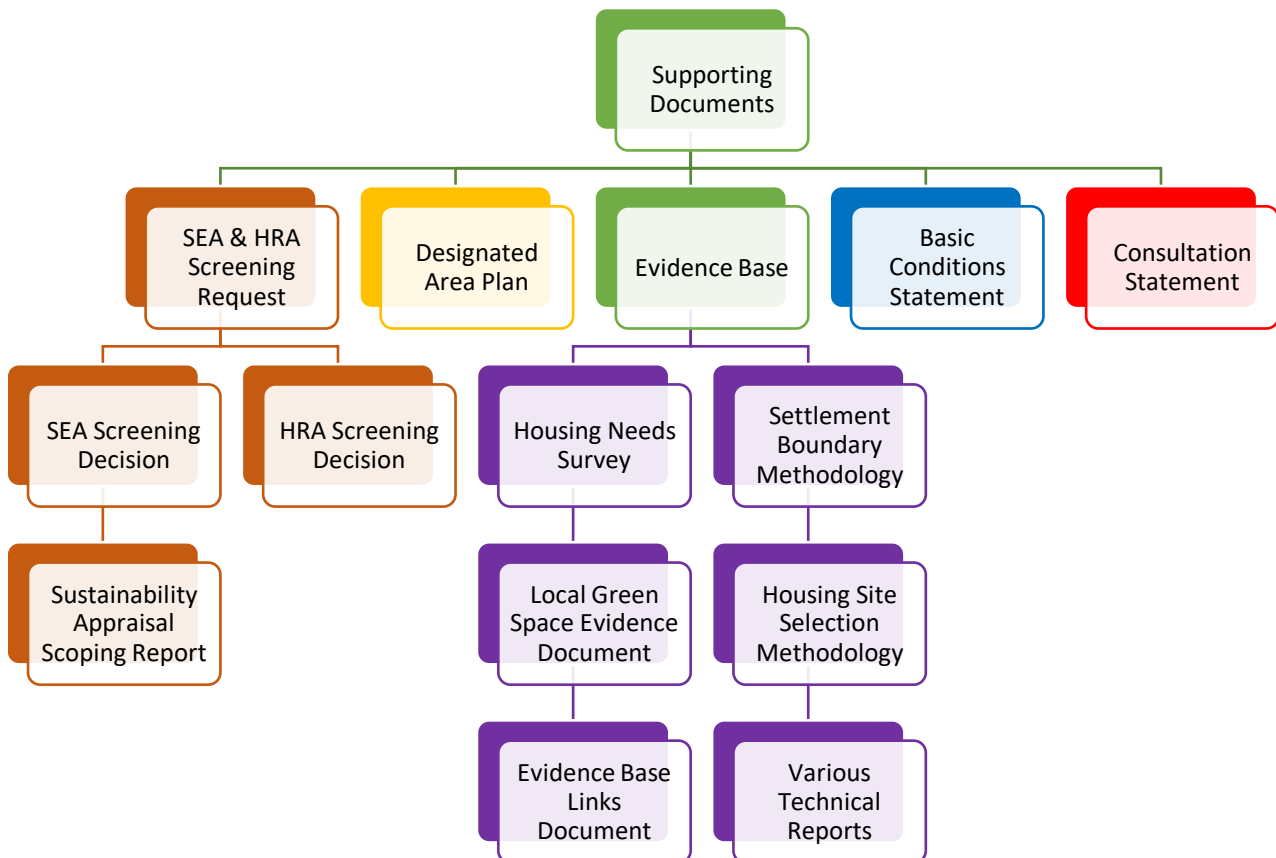 Supporting
Documents
SEA & HRA
Screening
Request
Designated
Area Plan
Evidence Base
Basic
Conditions
Statement
Consultation
Statement
SEA Screening
Decision
HRA Screening
Decision
Housing Needs
Survey
Settlement
Boundary
Methodology
Sustainability
Appraisal
Scoping Report
Local Green
Space Evidence
Document
Housing Site
Selection
Methodology
Evidence Base
Links
Document
Various
Technical
Reports